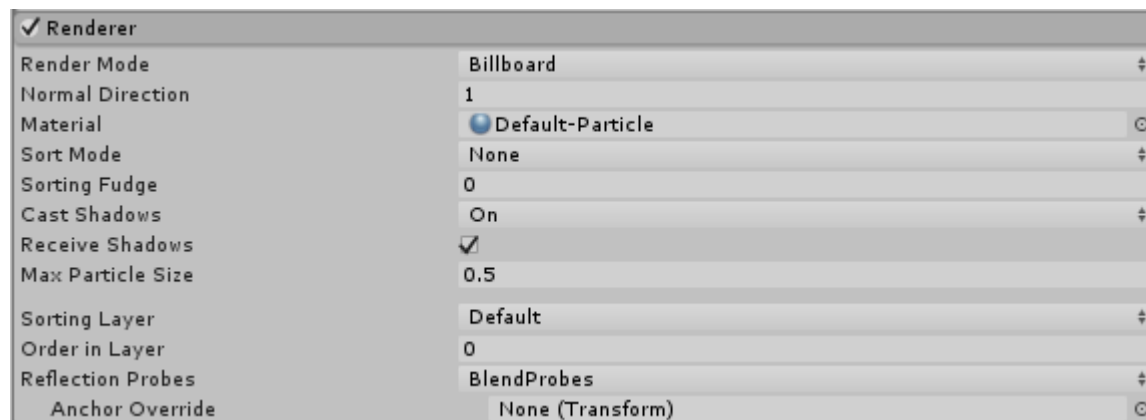 Renderer
Render Mode Billboard
Normal Direction 1
Material Default-Particle
Sort Mode None
Sorting Fudge 0
Cast Shadows On
Receive Shadows
Max Particle Size 0.5
Sorting Layer Default
Order in Layer 0
Reflection Probes BlendProbes
Anchor Override None (Transform)